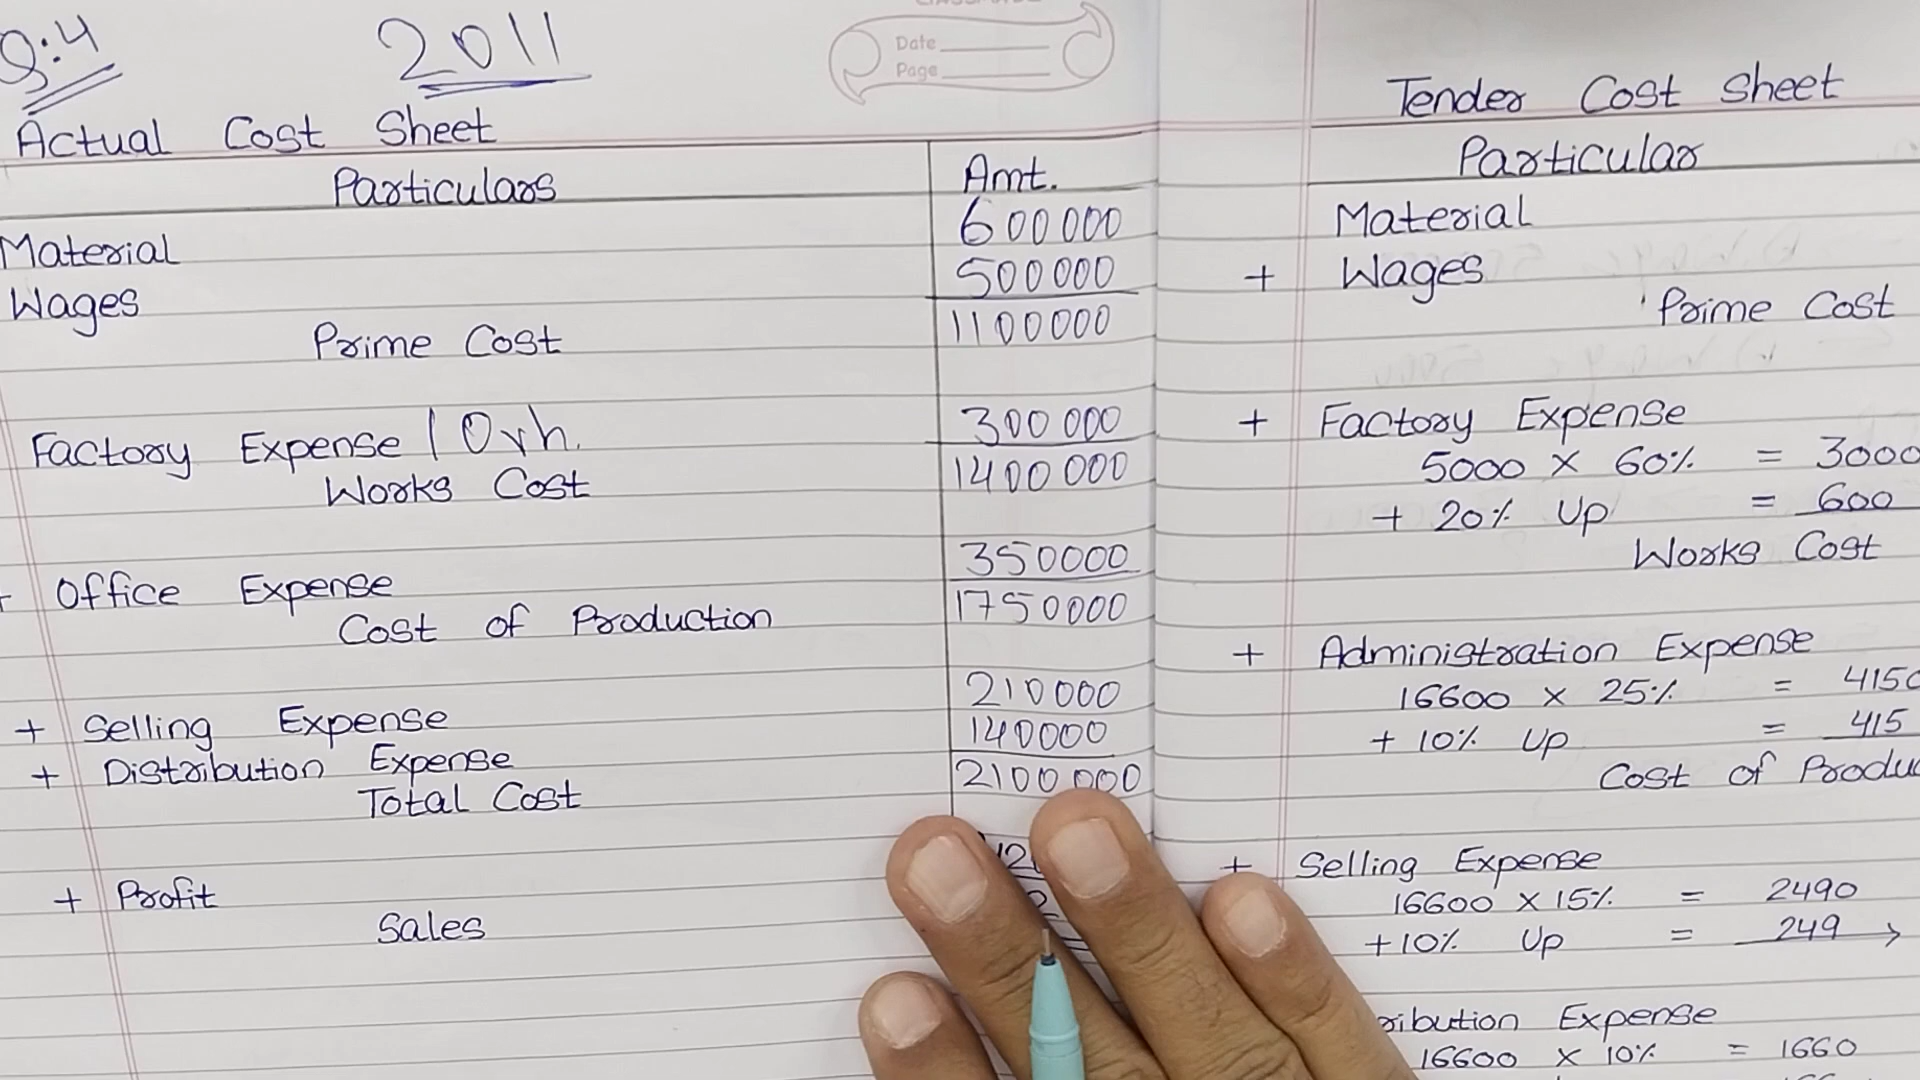 Q:4
2011
Date
Page
Actual Cost Sheet
Particulars Amt.
Material 600000
Wages 500000
Prime Cost 1100000
Factory Expense / Ovh. 300000
Works Cost 1400000
+ Office Expense 350000
Cost of Production 1750000
+ Selling Expense 210000
+ Distribution Expense 140000
Total Cost 2100000
+ Profit
Sales
Tender Cost Sheet
Particular
Material
+ Wages
Prime Cost
+ Factory Expense
5000 X 60% = 3000
+ 20% Up = 600
Works Cost
+ Administration Expense
16600 X 25% = 4150
+ 10% Up = 415
Cost of
+ Selling Expense
16600 X 15% = 2490
+10% Up = 249 →
Expense
16600 X 10% = 1660